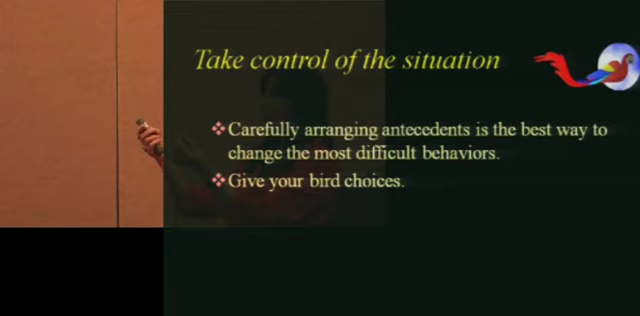 Take control of the situation
Carefully arranging antecedents is the best way to
change the most difficult behaviors.
Give your bird choices.